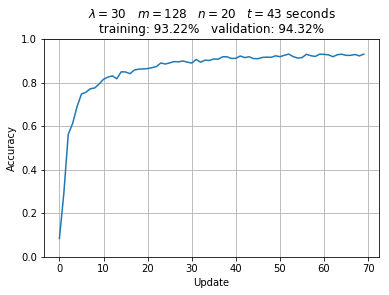 λ = 30 m = 128 n = 20 t = 43 seconds
training: 93.22% validation: 94.32%
1.0
0.8
0.6
0.4
0.2
0.0
Accuracy
0 10 20 30 40 50 60 70
Update